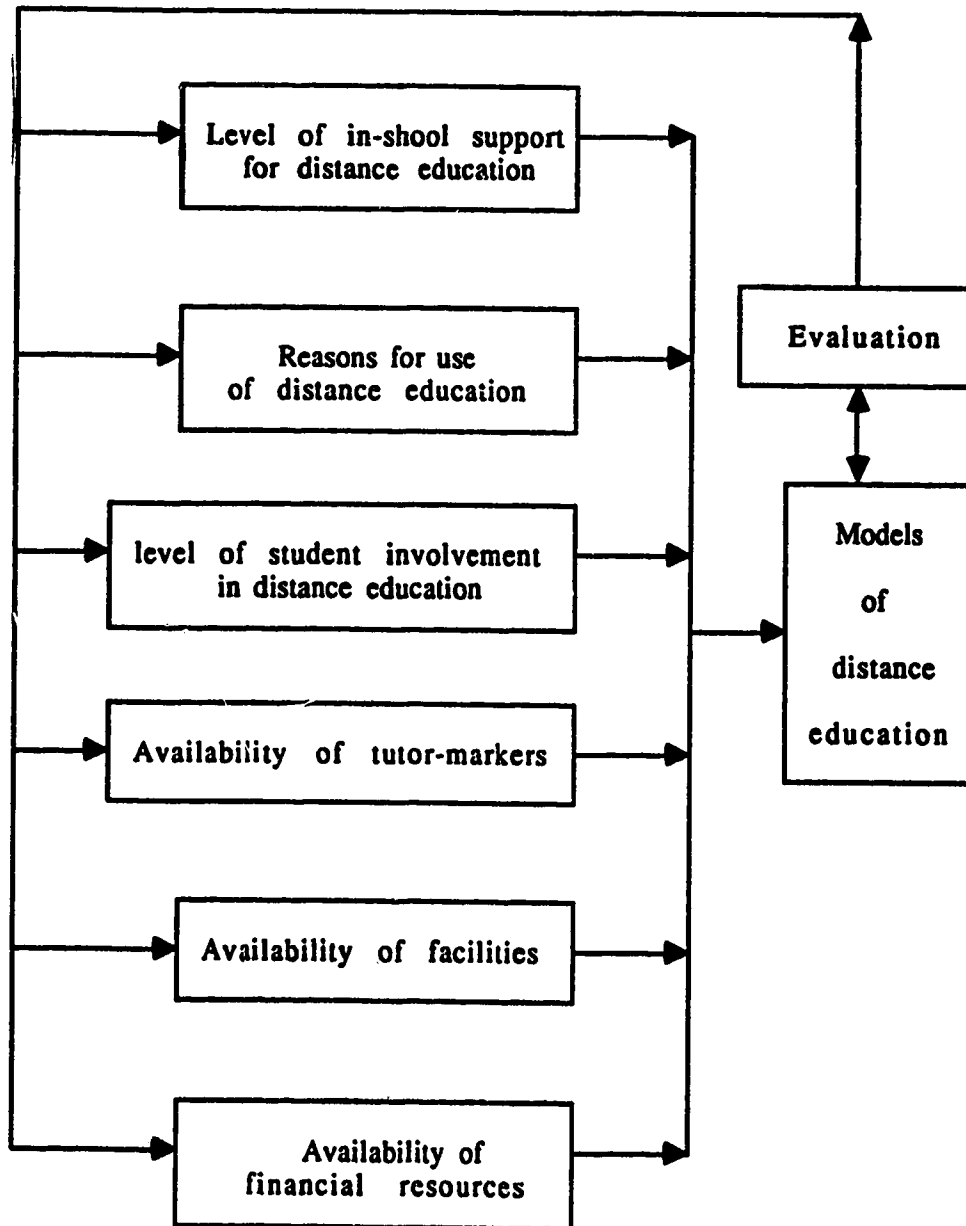 Level of in-shool support
for distance education
Reasons for use
of distance education
level of student involvement
in distance education
Availability of tutor-markers
Availability of facilities
Availability of
financial resources
Evaluation
Models
of
distance
education